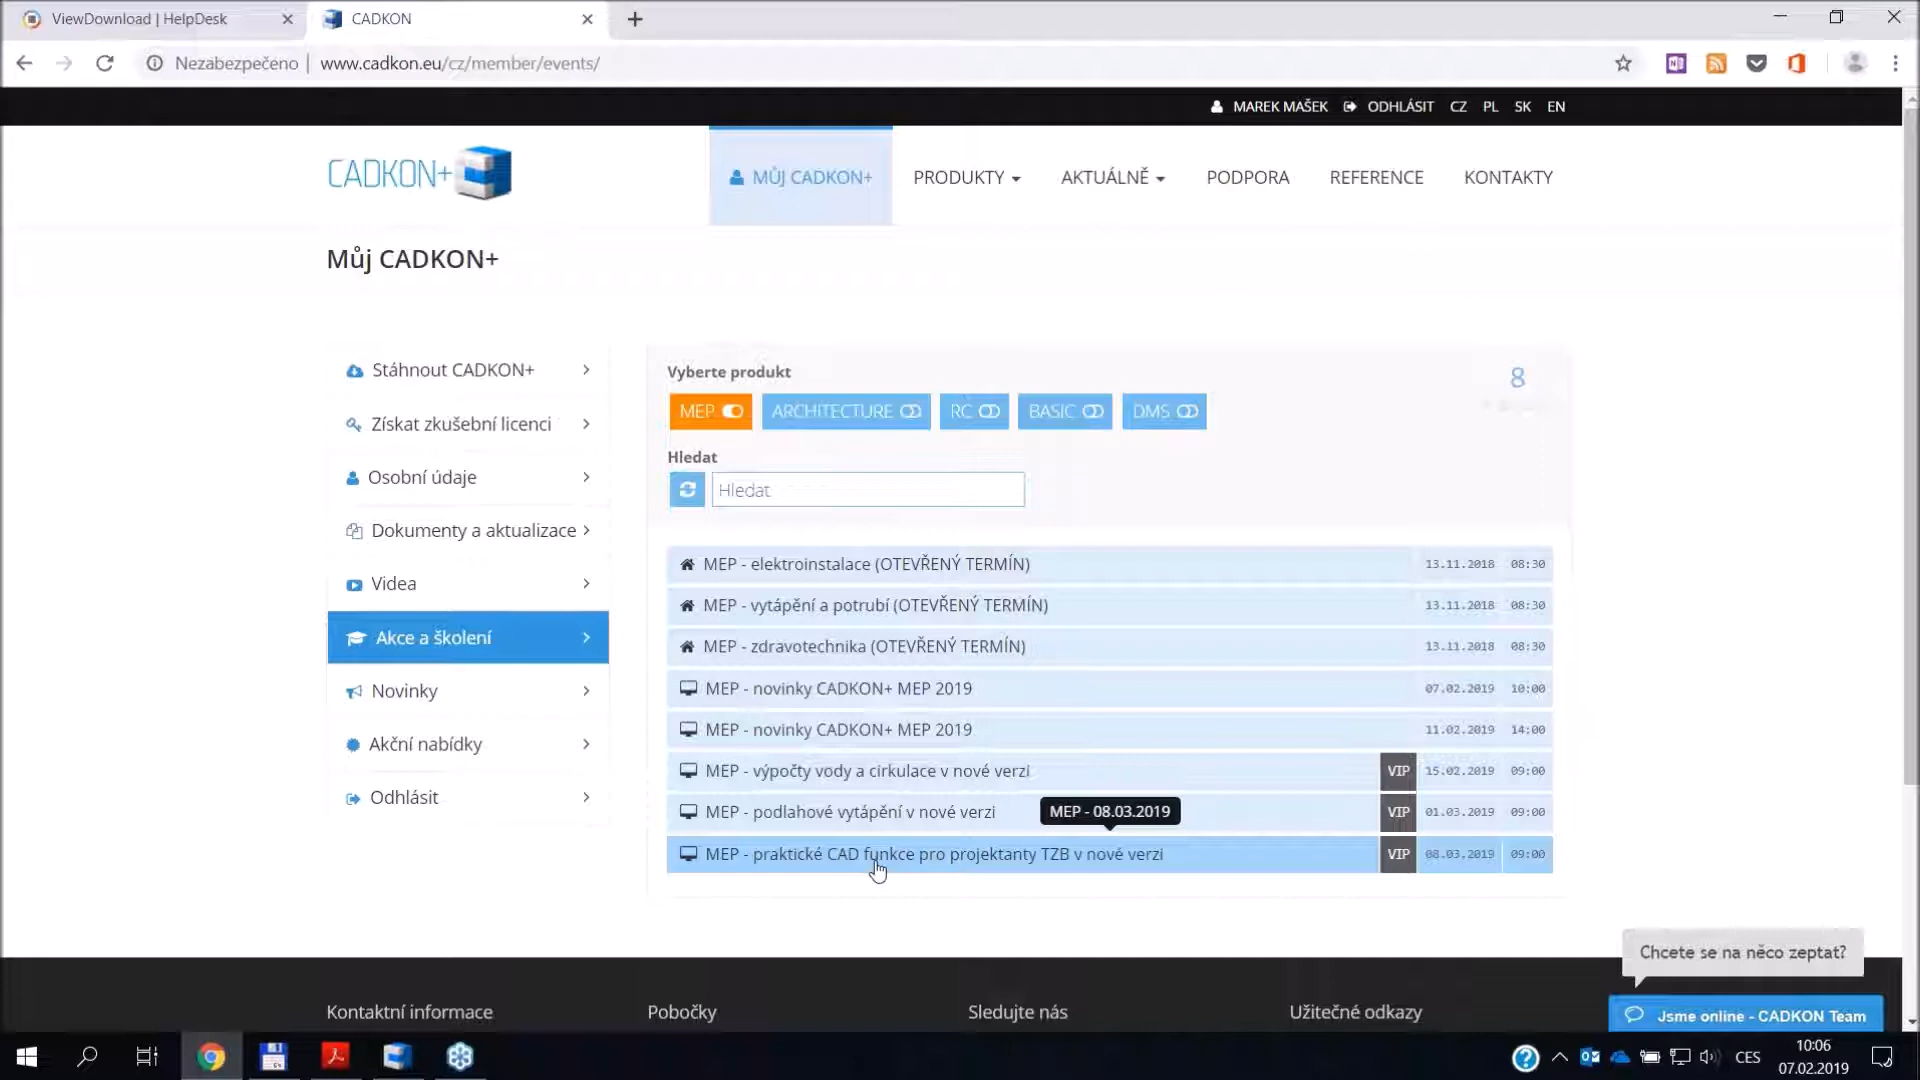 ViewDownload | HelpDesk
CADKON
Nezabezpečeno
www.cadkon.eu/cz/member/events/
MAREK MAŠEK ODHLÁSIT CZ PL SK EN
CADKON+
MŮJ CADKON+ PRODUKTY AKTUÁLNĚ PODPORA REFERENCE KONTAKTY
Můj CADKON+
Stáhnout CADKON+
Získat zkušební licenci
Osobní údaje
Dokumenty a aktualizace
Videa
Akce a školení
Novinky
Akční nabídky
Odhlásit
Vyberte produkt
8
MEP ARCHITECTURE RC BASIC DMS
Hledat
Hledat
MEP - elektroinstalace (OTEVŘENÝ TERMÍN) 13.11.2018 08:30
MEP - vytápění a potrubí (OTEVŘENÝ TERMÍN) 13.11.2018 08:30
MEP - zdravotechnika (OTEVŘENÝ TERMÍN) 13.11.2018 08:30
MEP - novinky CADKON+ MEP 2019 07.02.2019 10:00
MEP - novinky CADKON+ MEP 2019 11.02.2019 14:00
MEP - výpočty vody a cirkulace v nové verzi VIP 15.02.2019 09:00
MEP - podlahové vytápění v nové verzi VIP 01.03.2019 09:00
MEP - 08.03.2019
MEP - praktické CAD funkce pro projektanty TZB v nové verzi VIP 08.03.2019 09:00
Chcete se na něco zeptat?
Jsme online - CADKON Team
Kontaktní informace
Pobočky
Sledujte nás
Užitečné odkazy
CES
10:06
07.02.2019